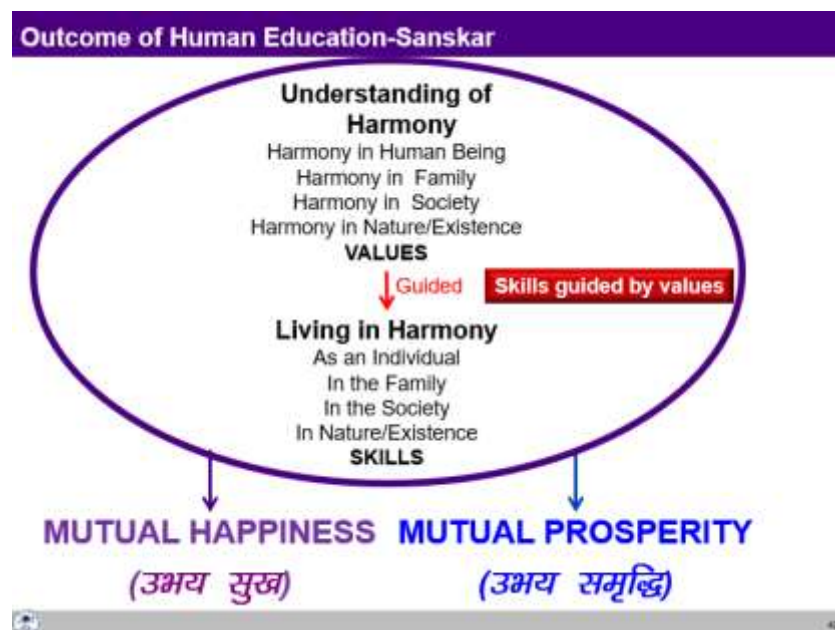 Outcome of Human Education-Sanskar
Understanding of
Harmony
Harmony in Human Being
Harmony in Family
Harmony in Society
Harmony in Nature/Existence
VALUES
Guided
Skills guided by values
Living in Harmony
As an Individual
In the Family
In the Society
In Nature/Existence
SKILLS
MUTUAL HAPPINESS MUTUAL PROSPERITY
(उभय सुख) (उभय समृद्धि)